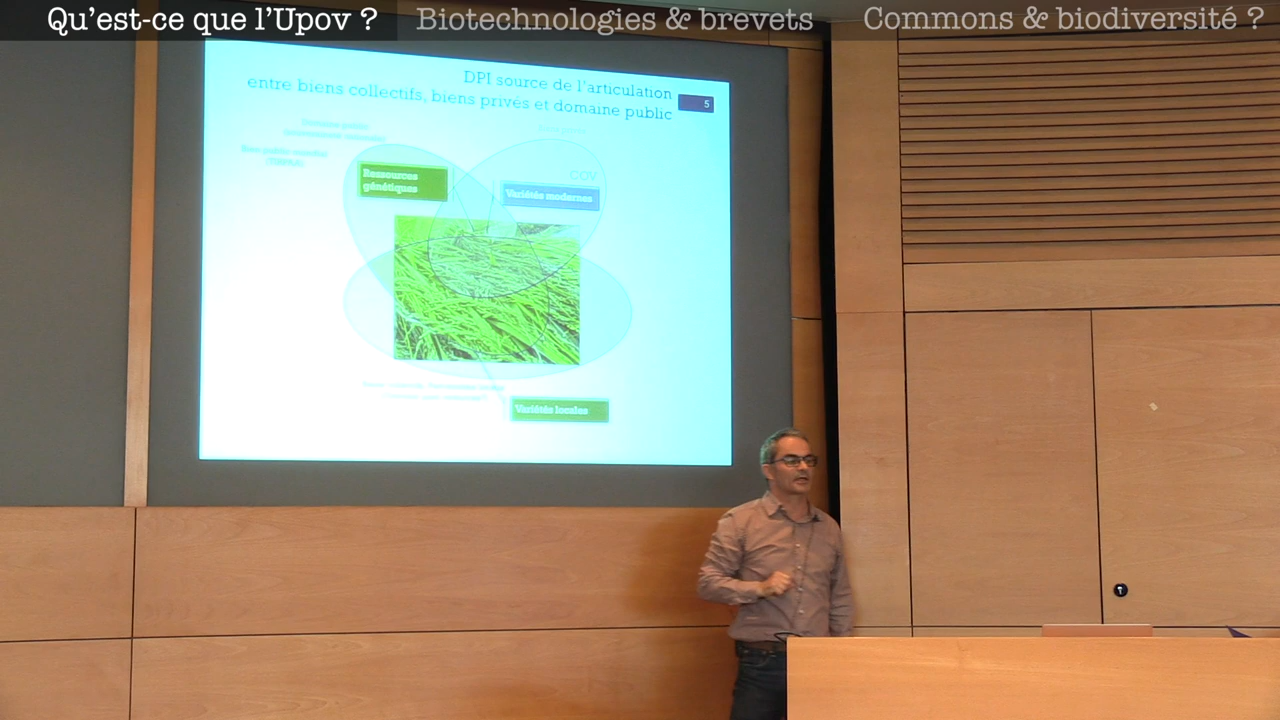 Qu'est-ce que l'Upov ?
Biotechnologies & brevets
Commons & biodiversité ?
DPI source de l'articulation
entre biens collectifs, biens privés et domaine public
5
COV
Ressources
génétiques
Variétés modernes
Variétés locales